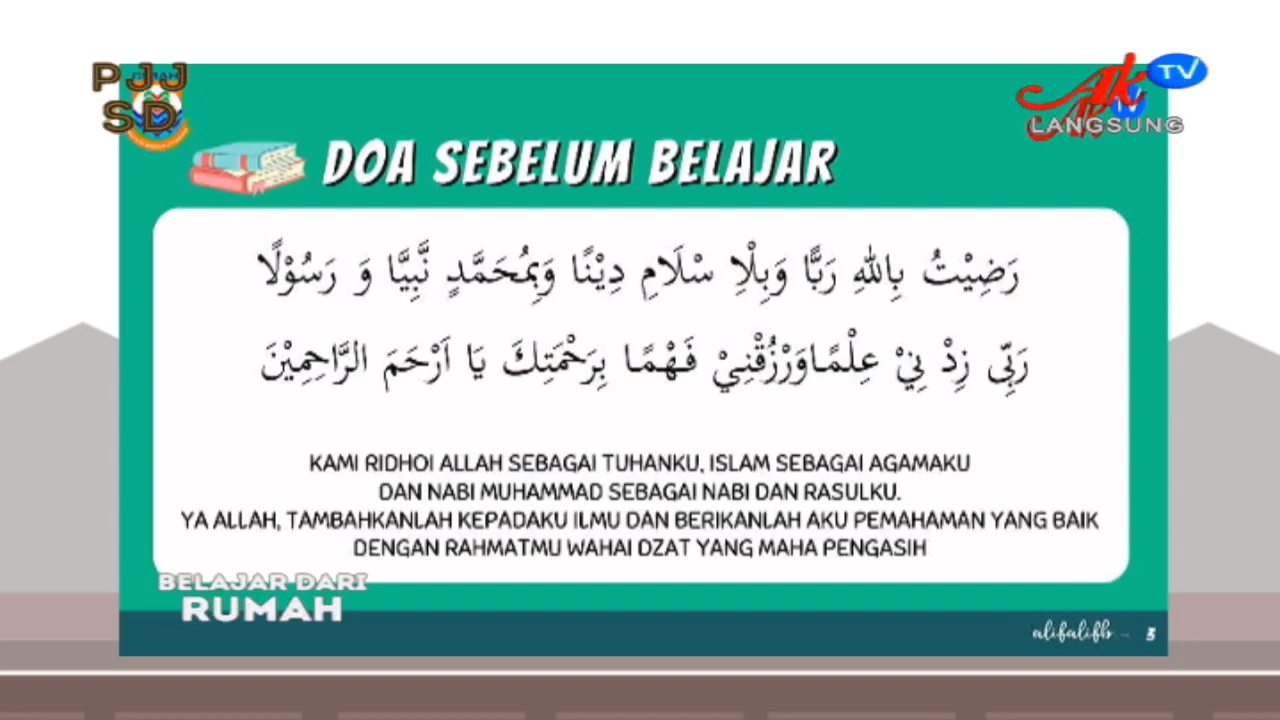 PJJ
SD
TV
LANGSUNG
DOA SEBELUM BELAJAR
رَضِيْتُ بِاللهِ رَبًّا وَبِلْاِ سْلَامِ دِيْنًا وَبِمُحَمَّدٍ نَّبِيَّا وَ رَسُوْلًا
رَبِّى زِدْ نِيْ عِلْمًاوَرْزُقْنِيْ فَهْمًا بِرَحْمَتِكَ يَا اَرْحَمَ الرَّاحِمِيْنَ
KAMI RIDHOI ALLAH SEBAGAI TUHANKU, ISLAM SEBAGAI AGAMAKU
DAN NABI MUHAMMAD SEBAGAI NABI DAN RASULKU.
YA ALLAH, TAMBAHKANLAH KEPADAKU ILMU DAN BERIKANLAH AKU PEMAHAMAN YANG BAIK
DENGAN RAHMATMU WAHAI DZAT YANG MAHA PENGASIH
BELAJAR DARI
RUMAH
alifalifb - 3